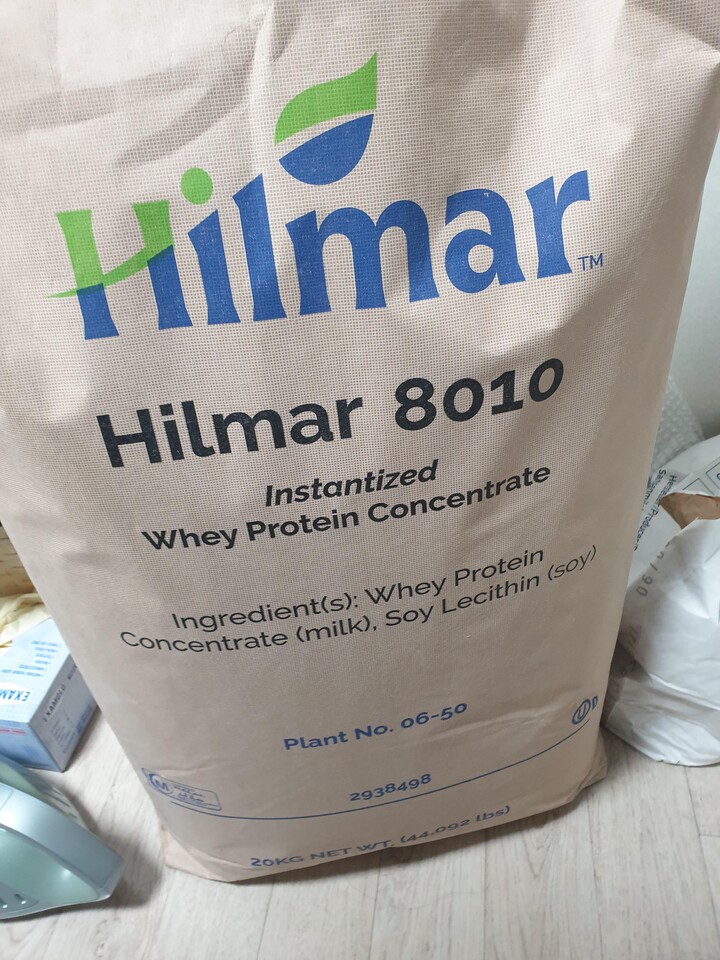 Hilmar™
Hilmar 8010
Instantized
Whey Protein Concentrate
Ingredient(s): Whey Protein
Concentrate (milk), Soy Lecithin (soy)
Plant No. 06-50
2938498
20KG NET WT. (44.092 lbs)
EXAM